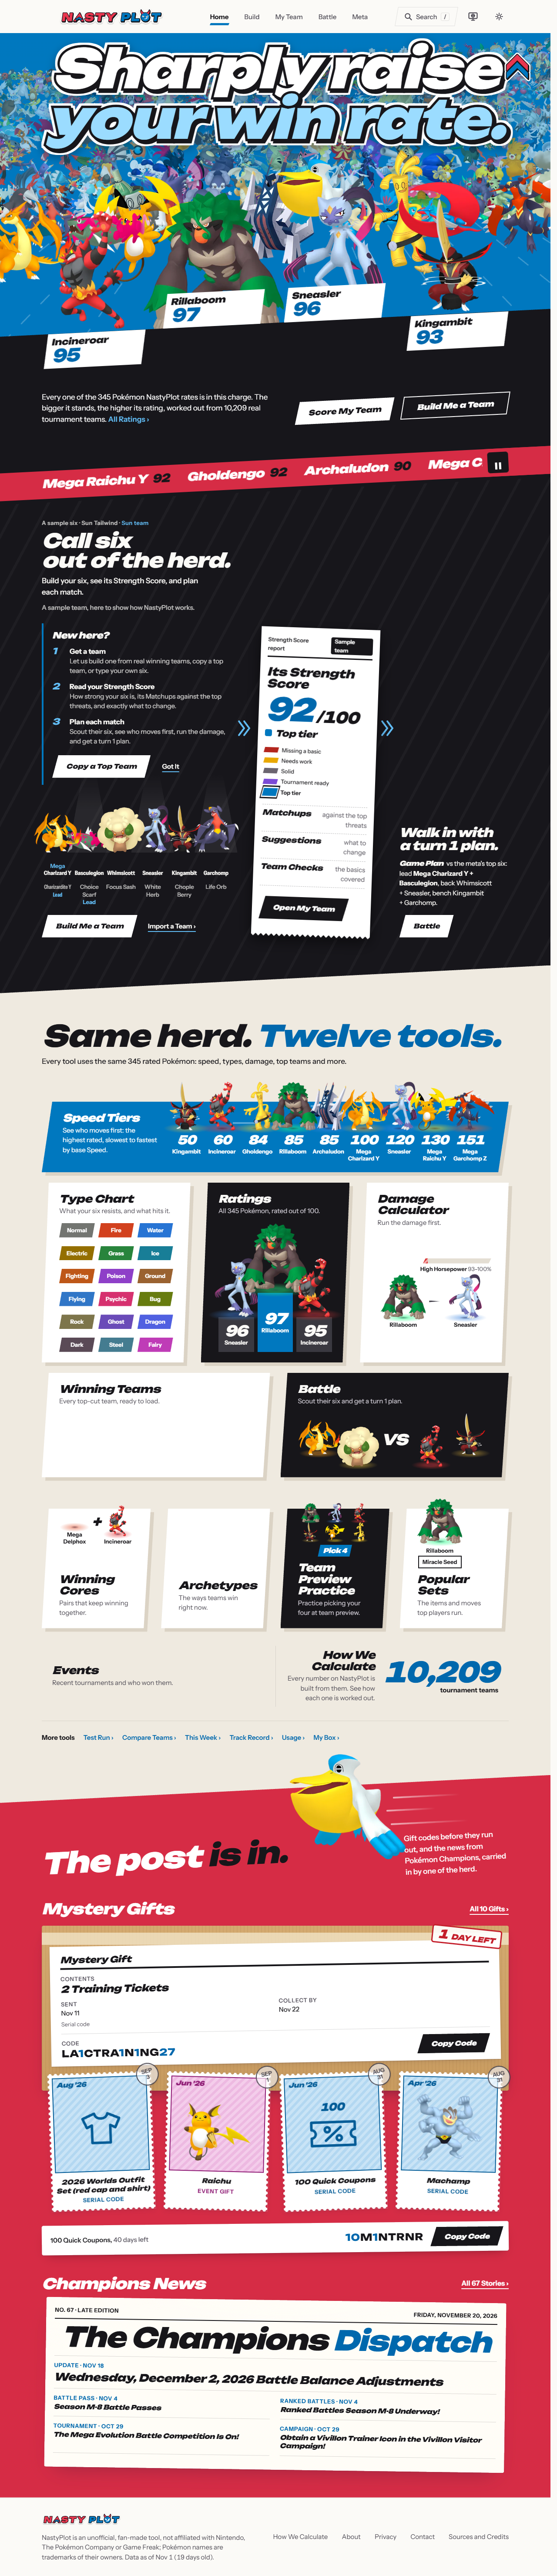 NASTY PLOT
Home
Build
My Team
Battle
Meta
Search /
Sharply raise
your win rate.
Incineroar
95
Rillaboom
97
Sneasler
96
Kingambit
93
Every one of the 345 Pokémon NastyPlot rates is in this chart. The
bigger it stands, the higher its rating, worked out from 10,209 real
tournament teams. All Ratings ›
Score My Team
Build Me a Team
Mega Raichu Y 92 Gholdengo 92 Archaludon 90 Mega C
A sample six · Sun Tailwind · Sun team
Call six
out of the herd.
Build your six, see its Strength Score, and plan
each match.
A sample team, here to show how NastyPlot works.
New here?
1 Get a team
Let us build one from real winning teams, copy a top
team, or type your own six.
2 Read your Strength Score
How strong your six is, its Matchups against the top
threats, and exactly what to change.
3 Plan each match
Scout their six, see who moves first, run the damage,
and get a turn 1 plan.
Copy a Top Team
Got It
Mega
Charizard Y
Basculegion
Whimsicott
Sneasler
Kingambit
Garchomp
Charizardite Y
Lead
Choice
Scarf
Lead
Focus Sash
White
Herb
Chople
Berry
Life Orb
Build Me a Team
Import a Team ›
Strength Score
report
Sample
team
Its Strength
Score
92/100
Top tier
Missing a basic
Needs work
Solid
Tournament ready
Top tier
Matchups
against the top
threats
Suggestions
what to
change
Team Checks
the basics
covered
Open My Team
Walk in with
a turn 1 plan.
Game Plan vs the meta's top six:
lead Mega Charizard Y +
Basculegion, back Whimsicott
+ Sneasler, bench Kingambit
+ Garchomp.
Battle
Same herd. Twelve tools.
Every tool uses the same 345 rated Pokémon: speed, types, damage, top teams and more.
Speed Tiers
See who moves first: the
highest rated, slowest to fastest
by base Speed.
50
Kingambit
60
Incineroar
84
Gholdengo
85
Rillaboom
85
Archaludon
100
Mega
Charizard Y
120
Sneasler
130
Mega
Raichu Y
151
Mega
Garchomp Z
Type Chart
What your six resists, and what hits it.
Normal
Fire
Water
Electric
Grass
Ice
Fighting
Poison
Ground
Flying
Psychic
Bug
Rock
Ghost
Dragon
Dark
Steel
Fairy
Ratings
All 345 Pokémon, rated out of 100.
96
Sneasler
97
Rillaboom
95
Incineroar
Damage
Calculator
Run the damage first.
High Horsepower 93–100%
Rillaboom
Sneasler
Winning Teams
Every top-cut team, ready to load.
Battle
Scout their six and get a turn 1 plan.
VS
Mega
Delphox
+
Incineroar
Winning
Cores
Pairs that keep winning
together.
Archetypes
The ways teams win
right now.
Pick 4
Team
Preview
Practice
Practice picking your
four at team preview.
Rillaboom
Miracle Seed
Popular
Sets
The items and moves
top players run.
Events
Recent tournaments and who won them.
How We
Calculate
Every number on NastyPlot is
built from them. See how
each one is worked out.
10,209
tournament teams
More tools
Test Run ›
Compare Teams ›
This Week ›
Track Record ›
Usage ›
My Box ›
The post is in.
Gift codes before they run
out, and the news from
Pokémon Champions, carried
in by one of the herd.
Mystery Gifts
All 10 Gifts ›
1 DAY LEFT
Mystery Gift
CONTENTS
2 Training Tickets
SENT
Nov 11
COLLECT BY
Nov 22
Serial code
CODE
LA1CTRA1N1NG27
Copy Code
Aug '26
SEP
3
2026 Worlds Outfit
Set (red cap and shirt)
SERIAL CODE
Jun '26
SEP
1
Raichu
EVENT GIFT
Jun '26
AUG
31
100
100 Quick Coupons
SERIAL CODE
Apr '26
AUG
31
Machamp
SERIAL CODE
100 Quick Coupons, 40 days left
10M1NTRNR
Copy Code
Champions News
All 67 Stories ›
NO. 67 · LATE EDITION
FRIDAY, NOVEMBER 20, 2026
The Champions Dispatch
UPDATE · NOV 18
Wednesday, December 2, 2026 Battle Balance Adjustments
BATTLE PASS · NOV 4
Season M-8 Battle Passes
RANKED BATTLES · NOV 4
Ranked Battles Season M-8 Underway!
TOURNAMENT · OCT 29
The Mega Evolution Battle Competition Is On!
CAMPAIGN · OCT 29
Obtain a Vivillon Trainer Icon in the Vivillon Visitor
Campaign!
NASTY PLOT
NastyPlot is an unofficial, fan-made tool, not affiliated with Nintendo,
The Pokémon Company or Game Freak; Pokémon names are
trademarks of their owners. Data as of Nov 1 (19 days old).
How We Calculate
About
Privacy
Contact
Sources and Credits